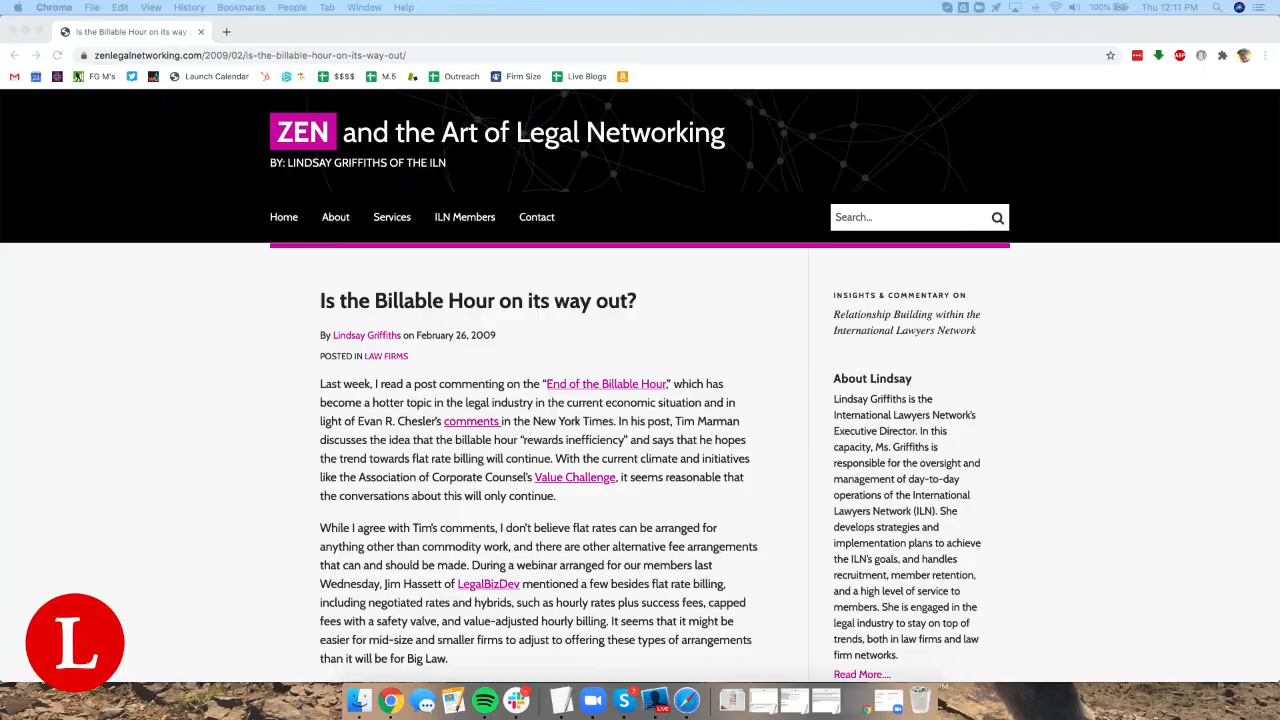 Chrome File Edit View History Bookmarks People Tab Window Help 100% Thu 12:11 PM
Is the Billable Hour on its way
zenlegalnetworking.com/2009/02/is-the-billable-hour-on-its-way-out/
FG M's Launch Calendar $$$$ M.5 Outreach Firm Size Live Blogs
ZEN and the Art of Legal Networking
BY: LINDSAY GRIFFITHS OF THE ILN
Home About Services ILN Members Contact Search...
Is the Billable Hour on its way out?
By Lindsay Griffiths on February 26, 2009
POSTED IN LAW FIRMS
Last week, I read a post commenting on the “End of the Billable Hour,” which has
become a hotter topic in the legal industry in the current economic situation and in
light of Evan R. Chesler’s comments in the New York Times. In his post, Tim Marman
discusses the idea that the billable hour “rewards inefficiency” and says that he hopes
the trend towards flat rate billing will continue. With the current climate and initiatives
like the Association of Corporate Counsel’s Value Challenge, it seems reasonable that
the conversations about this will only continue.
While I agree with Tim’s comments, I don’t believe flat rates can be arranged for
anything other than commodity work, and there are other alternative fee arrangements
that can and should be made. During a webinar arranged for our members last
Wednesday, Jim Hassett of LegalBizDev mentioned a few besides flat rate billing,
including negotiated rates and hybrids, such as hourly rates plus success fees, capped
fees with a safety valve, and value-adjusted hourly billing. It seems that it might be
easier for mid-size and smaller firms to adjust to offering these types of arrangements
than it will be for Big Law.
INSIGHTS & COMMENTARY ON
Relationship Building within the
International Lawyers Network
About Lindsay
Lindsay Griffiths is the
International Lawyers Network’s
Executive Director. In this
capacity, Ms. Griffiths is
responsible for the oversight and
management of day-to-day
operations of the International
Lawyers Network (ILN). She
develops strategies and
implementation plans to achieve
the ILN’s goals, and handles
recruitment, member retention,
and a high level of service to
members. She is engaged in the
legal industry to stay on top of
trends, both in law firms and law
firm networks.
Read More....
L
LIVE